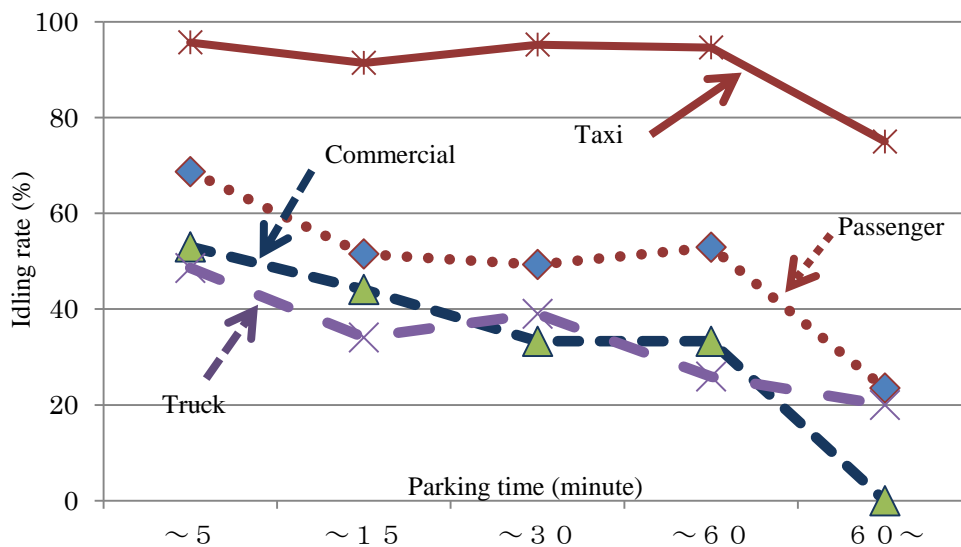 100
80
60
40
20
0
Idling rate (%)
Taxi
Commercial
Passenger
Truck
Parking time (minute)
～５
～１５
～３０
～６０
６０～